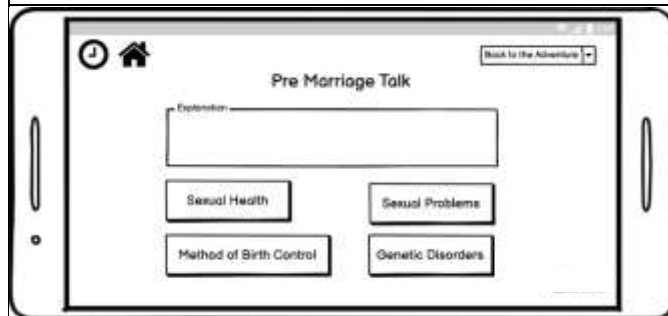 Back to the Adventure
Pre Marriage Talk
Explanation
Sexual Health
Sexual Problems
Method of Birth Control
Genetic Disorders